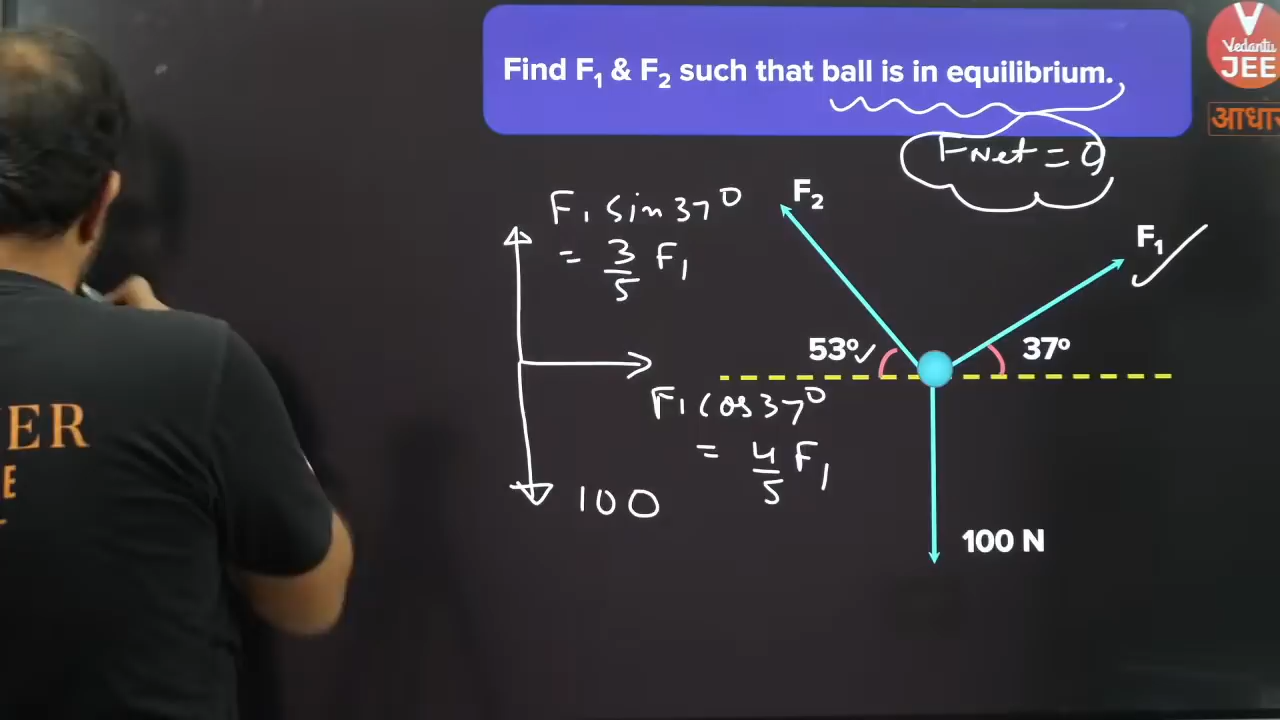 Find F₁ & F₂ such that ball is in equilibrium.
Vedantu
JEE
आधार
FNet = 0
F₁ sin 37°
= 3/5 F₁
F₂
F₁
53°
37°
F₁ cos 37°
= 4/5 F₁
100
100 N
ER
E